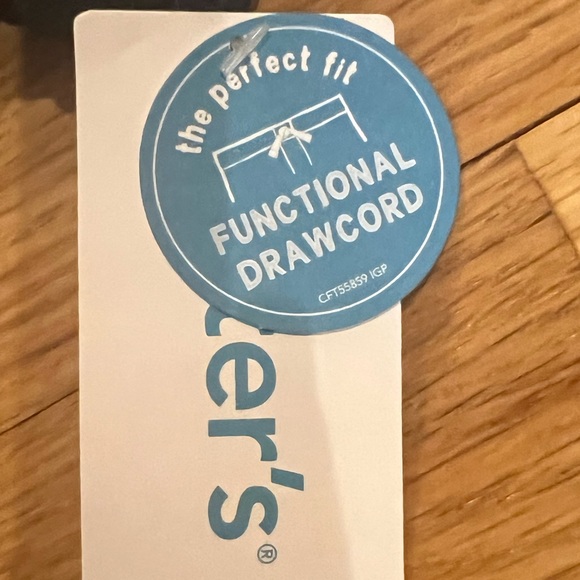 the perfect fit
FUNCTIONAL
DRAWCORD
CFT55859 IGP
ter's®